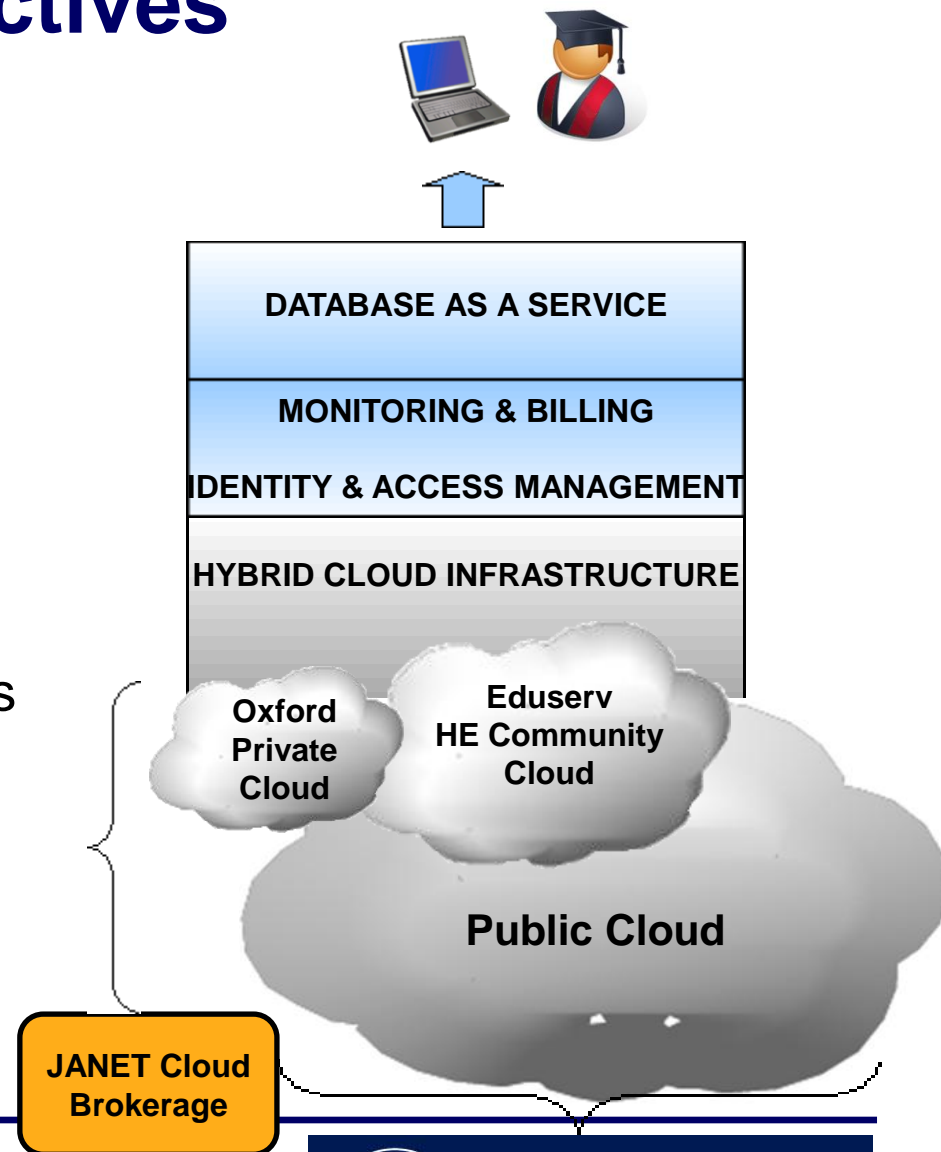 ctives
DATABASE AS A SERVICE
MONITORING & BILLING
IDENTITY & ACCESS MANAGEMENT
HYBRID CLOUD INFRASTRUCTURE
s
Oxford
Private
Cloud
Eduserv
HE Community
Cloud
Public Cloud
JANET Cloud
Brokerage